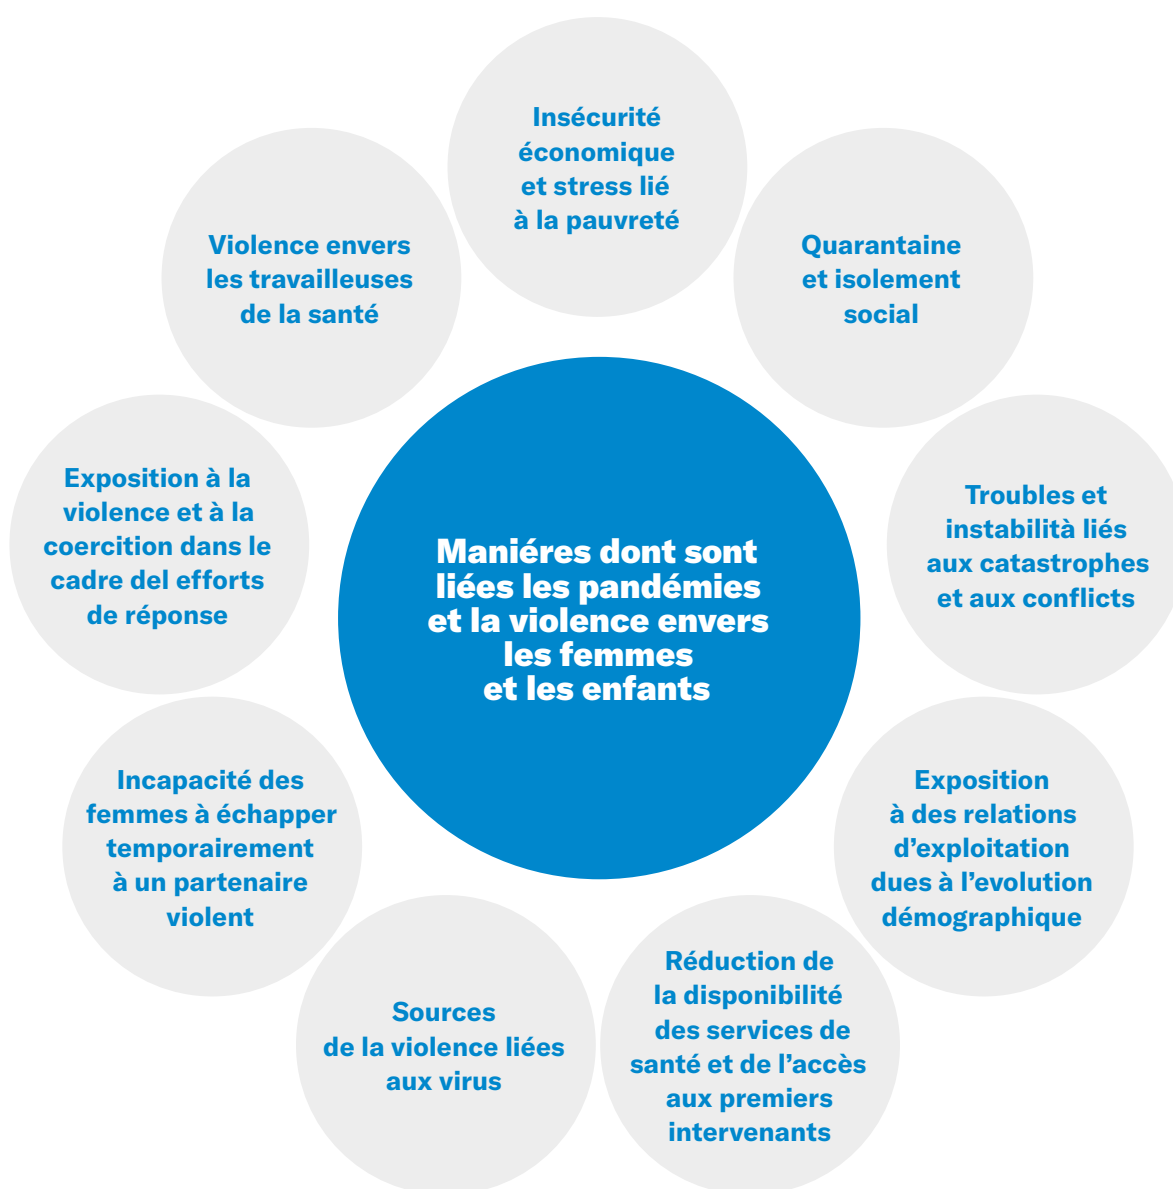 Insécurité
économique
et stress lié
à la pauvreté
Quarantaine
et isolement
social
Troubles et
instabilità liés
aux catastrophes
et aux conflicts
Exposition
à des relations
d’exploitation
dues à l’evolution
démographique
Réduction de
la disponibilité
des services de
santé et de l’accès
aux premiers
intervenants
Sources
de la violence liées
aux virus
Incapacité des
femmes à échapper
temporairement
à un partenaire
violent
Exposition à la
violence et à la
coercition dans le
cadre del efforts
de réponse
Violence envers
les travailleuses
de la santé
Maniéres dont sont
liées les pandémies
et la violence envers
les femmes
et les enfants